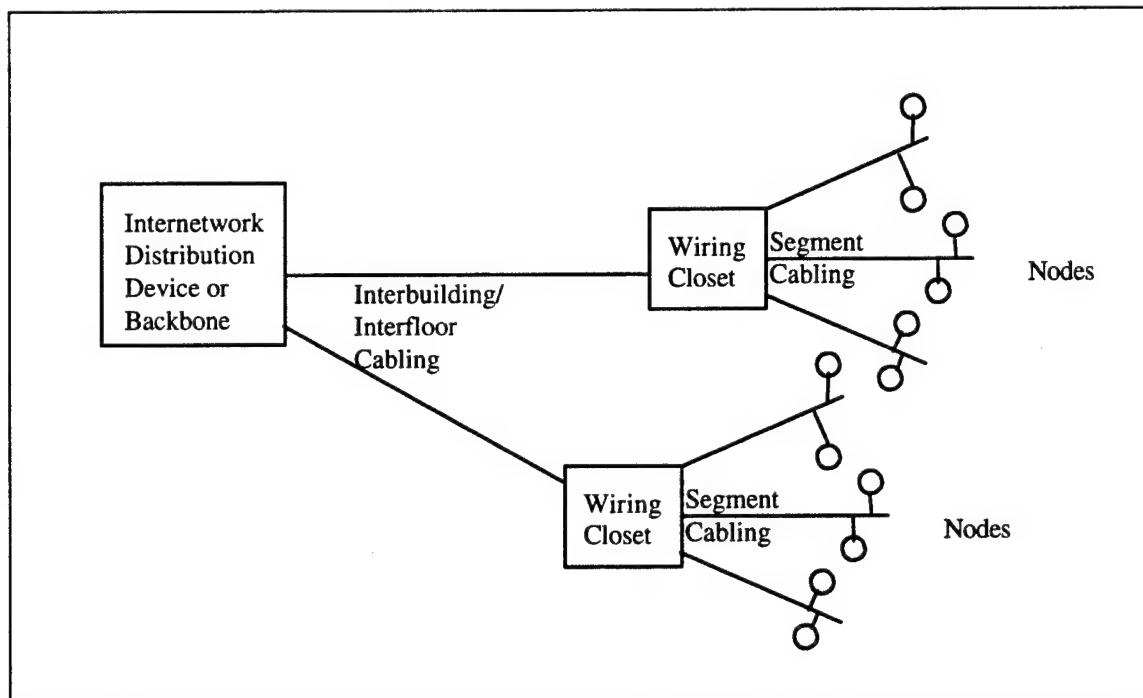 Internetwork
Distribution
Device or
Backbone
Interbuilding/
Interfloor
Cabling
Wiring
Closet
Segment
Cabling
Nodes
Wiring
Closet
Segment
Cabling
Nodes